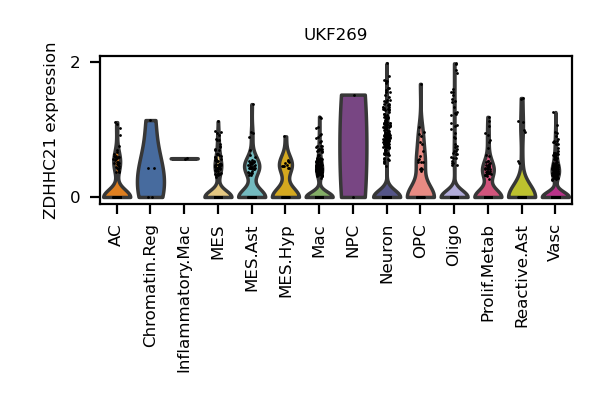 UKF269
ZDHHC21 expression
2
0
AC
Chromatin.Reg
Inflammatory.Mac
MES
MES.Ast
MES.Hyp
Mac
NPC
Neuron
OPC
Oligo
Prolif.Metab
Reactive.Ast
Vasc